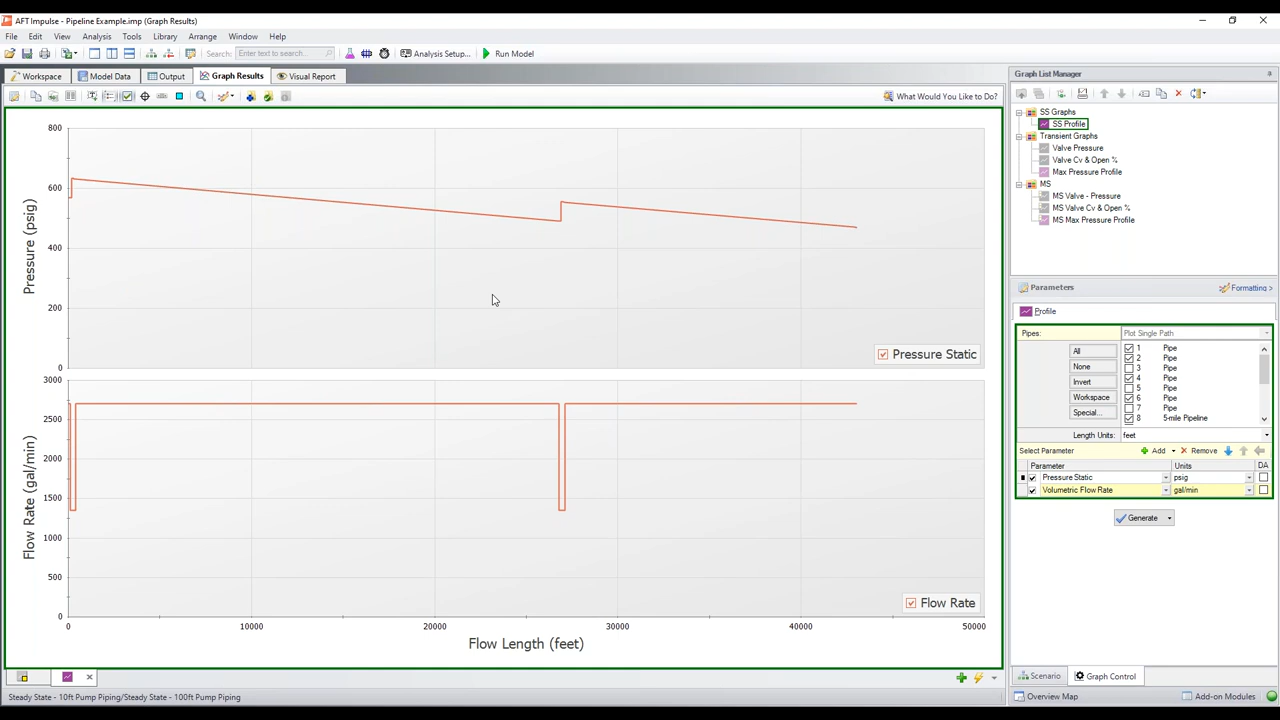 AFT Impulse - Pipeline Example.imp (Graph Results)
File Edit View Analysis Tools Library Arrange Window Help
Search: Enter text to search... Analysis Setup... Run Model
Workspace Model Data Output Graph Results Visual Report
What Would You Like to Do?
800
600
400
200
0
Pressure (psig)
Pressure Static
3000
2500
2000
1500
1000
500
0
Flow Rate (gal/min)
Flow Rate
0 10000 20000 30000 40000 50000
Flow Length (feet)
Steady State - 10ft Pump Piping/Steady State - 100ft Pump Piping
Graph List Manager
SS Graphs
SS Profile
Transient Graphs
Valve Pressure
Valve Cv & Open %
Max Pressure Profile
MS
MS Valve - Pressure
MS Valve Cv & Open %
MS Max Pressure Profile
Parameters Formatting >
Profile
Pipes: Plot Single Path
All
None
Invert
Workspace
Special...
1 Pipe
2 Pipe
3 Pipe
4 Pipe
5 Pipe
6 Pipe
7 Pipe
8 5-mile Pipeline
Length Units: feet
Select Parameter Add Remove
Parameter Units DA
Pressure Static psig
Volumetric Flow Rate gal/min
Generate
Scenario Graph Control
Overview Map Add-on Modules